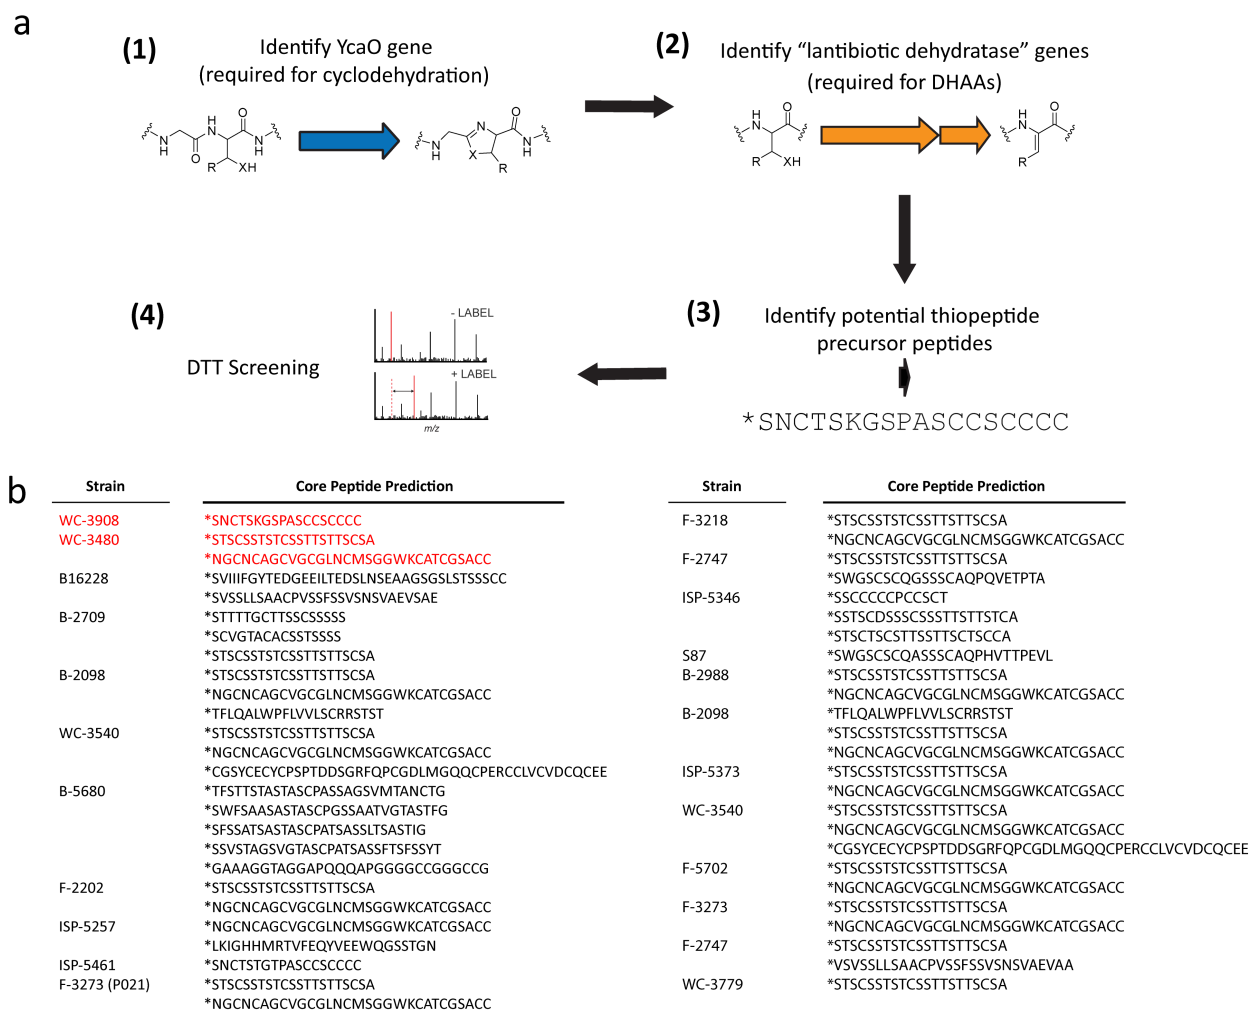 a
(1)
Identify YcaO gene
(required for cyclodehydration)
(2)
Identify “lantibiotic dehydratase” genes
(required for DHAAs)
N
H
O
H
N
R
XH
O
N
H
N
H
N
X
R
O
N
H
H
N
O
R
XH
H
N
O
R
(4)
DTT Screening
- LABEL
+ LABEL
m/z
(3)
Identify potential thiopeptide
precursor peptides
*SNCTSKGSPASCCSCCCC
b
Strain Core Peptide Prediction
WC-3908 *SNCTSKGSPASCCSCCCC
WC-3480 *STSCSSTSTCSSTTSTTSCSA
*NGCNCAGCVGCGLNCMSGGWKCATCGSACC
B16228 *SVIIIFGYTEDGEEILTEDSLNSEAAGSGSLSTSSSCC
*SVSSLLSAACPVSSFSSVSNSVAEVSAE
B-2709 *STTTTGCTTSSCSSSSS
*SCVGTACACSSTSSSS
*STSCSSTSTCSSTTSTTSCSA
B-2098 *STSCSSTSTCSSTTSTTSCSA
*NGCNCAGCVGCGLNCMSGGWKCATCGSACC
*TFLQALWPFLVVLSCRRSTST
WC-3540 *STSCSSTSTCSSTTSTTSCSA
*NGCNCAGCVGCGLNCMSGGWKCATCGSACC
*CGSYCECYCPSPTDDSGRFQPCGDLMGQQCPERCCLVCVDCQCEE
B-5680 *TFSTTSTASTASCPASSAGSVMTANCTG
*SWFSAASASTASCPGSSAATVGTASTFG
*SFSSATSASTASCPATSASSLTSASTIG
*SSVSTAGSVGTASCPATSASSFTSFSSYT
*GAAAGGTAGGAPQQQAPGGGGCCGGGCCG
F-2202 *STSCSSTSTCSSTTSTTSCSA
*NGCNCAGCVGCGLNCMSGGWKCATCGSACC
ISP-5257 *NGCNCAGCVGCGLNCMSGGWKCATCGSACC
*LKIGHHMRTVFEQYVEEWQGSSTGN
ISP-5461 *SNCTSTGTPASCCSCCCC
F-3273 (P021) *STSCSSTSTCSSTTSTTSCSA
*NGCNCAGCVGCGLNCMSGGWKCATCGSACC
Strain Core Peptide Prediction
F-3218 *STSCSSTSTCSSTTSTTSCSA
*NGCNCAGCVGCGLNCMSGGWKCATCGSACC
F-2747 *STSCSSTSTCSSTTSTTSCSA
*SWGSCSCQGSSSCAQPQVETPTA
ISP-5346 *SSCCCCCPCCSCT
*SSTSCDSSSCSSSTTSTTSTCA
*STSCTSCSTTSSTTSCTSCCA
S87 *SWGSCSCQASSSCAQPHVTTPEVL
B-2988 *STSCSSTSTCSSTTSTTSCSA
*NGCNCAGCVGCGLNCMSGGWKCATCGSACC
B-2098 *TFLQALWPFLVVLSCRRSTST
*STSCSSTSTCSSTTSTTSCSA
*NGCNCAGCVGCGLNCMSGGWKCATCGSACC
ISP-5373 *STSCSSTSTCSSTTSTTSCSA
*NGCNCAGCVGCGLNCMSGGWKCATCGSACC
WC-3540 *STSCSSTSTCSSTTSTTSCSA
*NGCNCAGCVGCGLNCMSGGWKCATCGSACC
*CGSYCECYCPSPTDDSGRFQPCGDLMGQQCPERCCLVCVDCQCEE
F-5702 *STSCSSTSTCSSTTSTTSCSA
*NGCNCAGCVGCGLNCMSGGWKCATCGSACC
F-3273 *STSCSSTSTCSSTTSTTSCSA
*NGCNCAGCVGCGLNCMSGGWKCATCGSACC
F-2747 *STSCSSTSTCSSTTSTTSCSA
*VSVSSLLSAACPVSSFSSVSNSVAEVAA
WC-3779 *STSCSSTSTCSSTTSTTSCSA